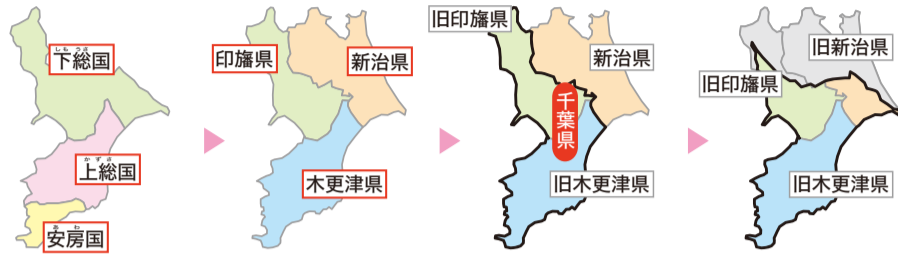 しもうさ
下総国
かずさ
上総国
あわ
安房国
印旛県
新治県
木更津県
旧印旛県
新治県
千葉県
旧木更津県
旧新治県
旧印旛県
旧木更津県